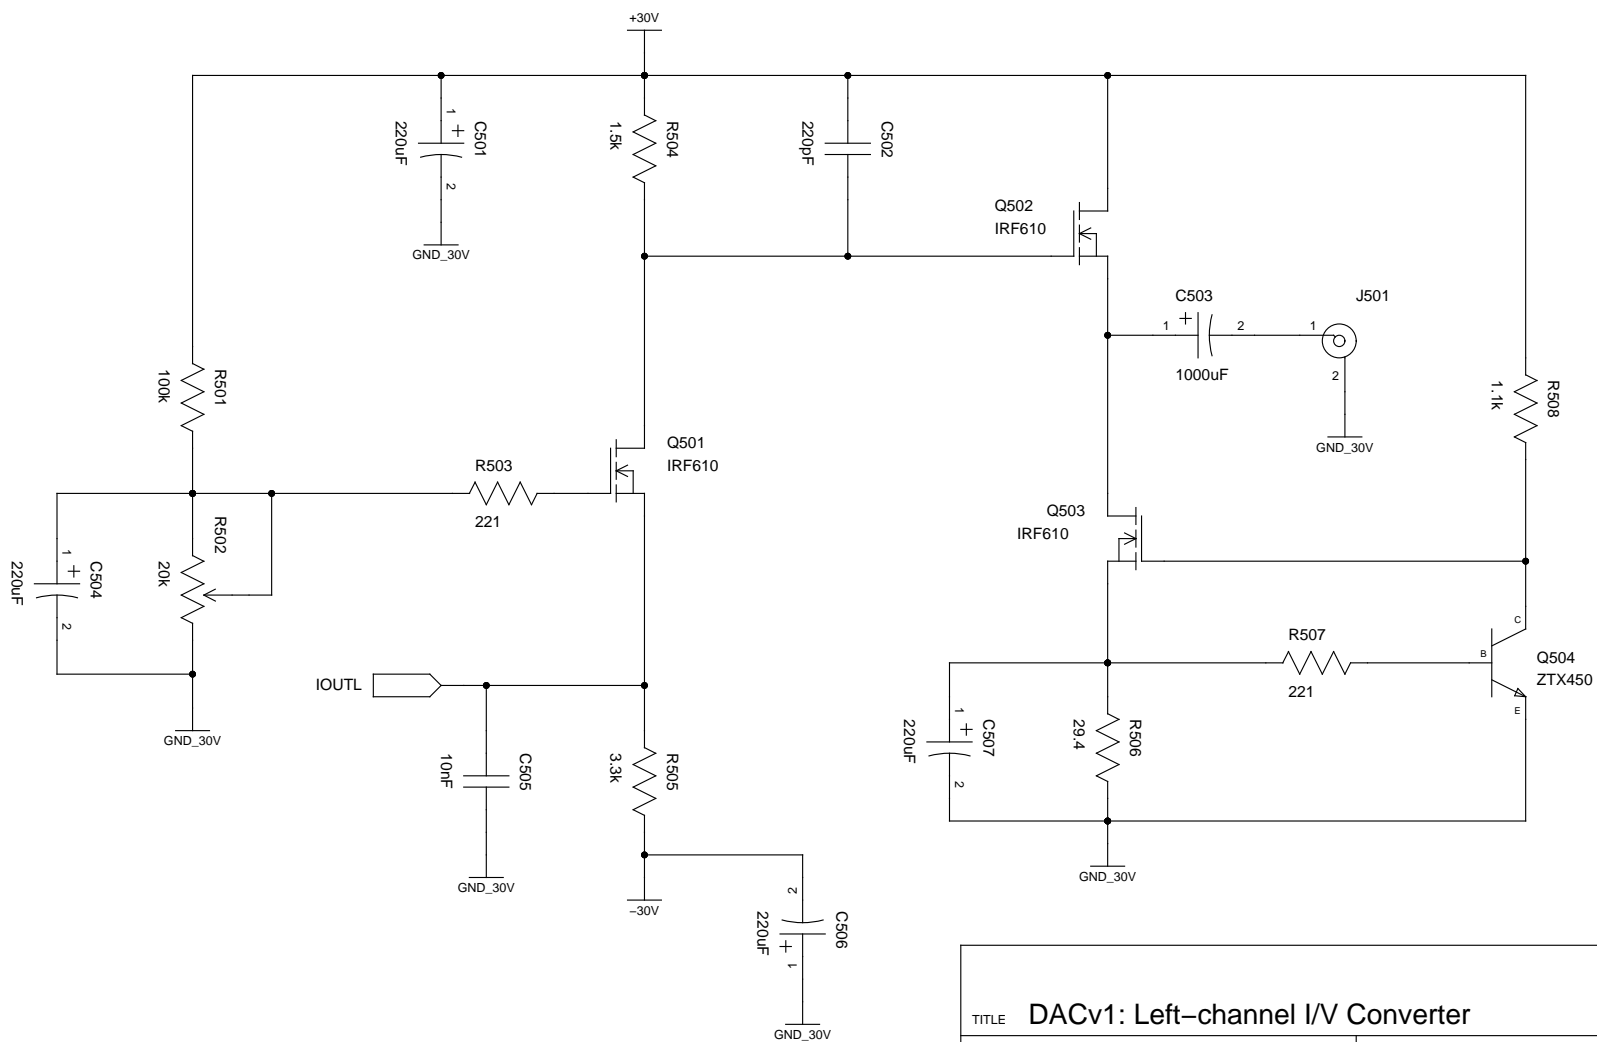 +30V
1
+
C501
220uF
2
GND_30V
R504
1.5k
C502
220pF
Q502
IRF610
C503
1
+
2
1000uF
J501
1
2
GND_30V
R508
1.1k
R501
100k
Q501
IRF610
R503
221
Q503
IRF610
R502
20k
1
+
C504
220uF
2
GND_30V
IOUTL
C505
10nF
GND_30V
R505
3.3k
-30V
2
C506
220uF
+
1
GND_30V
R507
221
C
B
E
Q504
ZTX450
1
+
C507
220uF
2
R506
29.4
GND_30V
TITLE DACv1: Left-channel I/V Converter